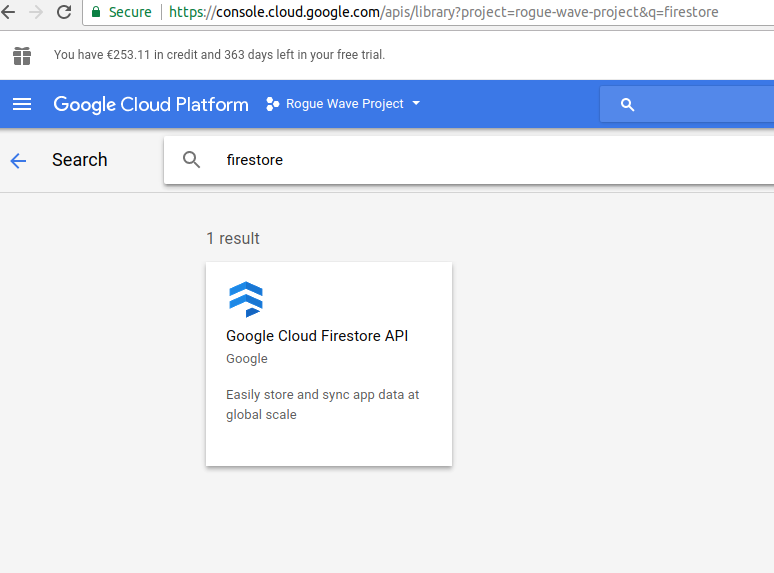 Secure https://console.cloud.google.com/apis/library?project=rogue-wave-project&q=firestore
You have €253.11 in credit and 363 days left in your free trial.
Google Cloud Platform Rogue Wave Project
Search firestore
1 result
Google Cloud Firestore API
Google
Easily store and sync app data at
global scale